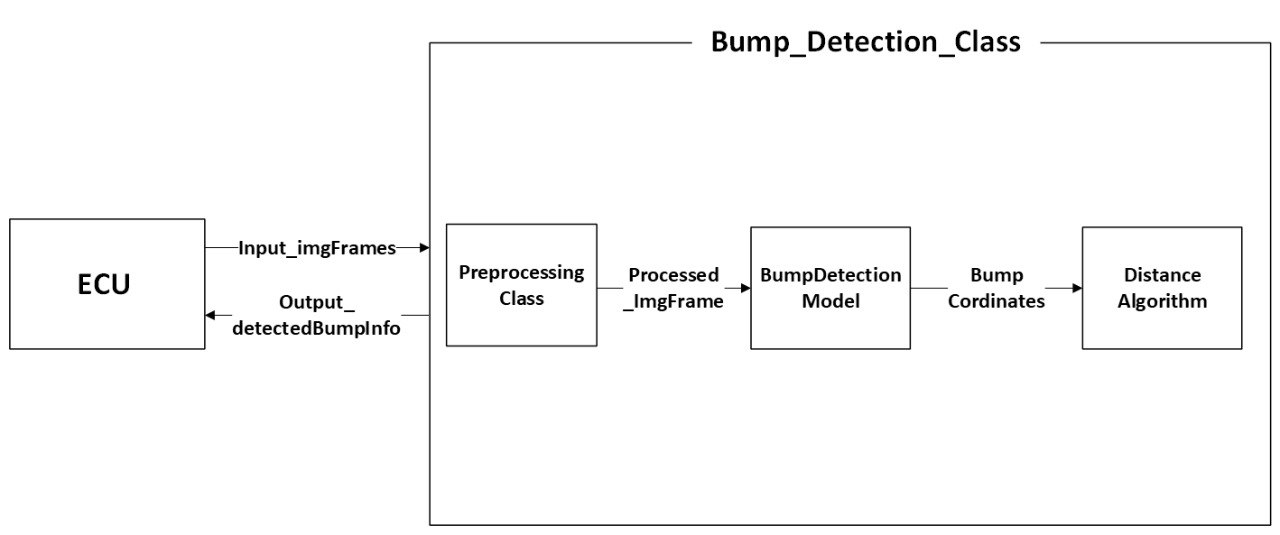 Bump_Detection_Class
ECU
Input_imgFrames
Output_
detectedBumpInfo
Preprocessing
Class
Processed
_ImgFrame
BumpDetection
Model
Bump
Cordinates
Distance
Algorithm